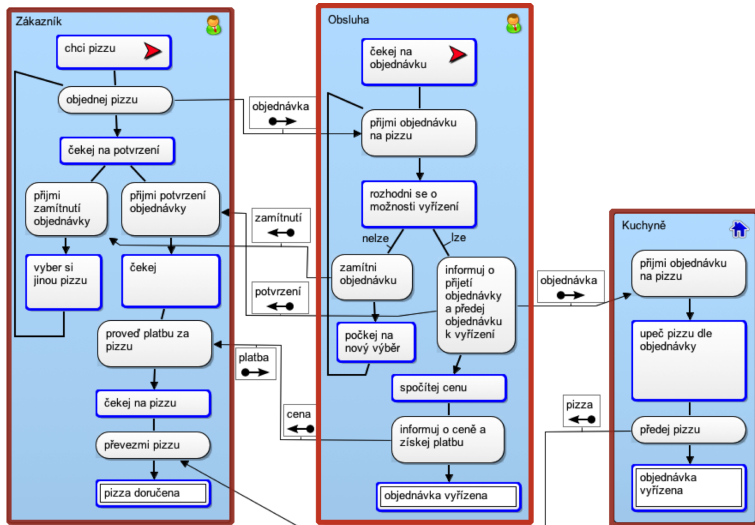 Zákazník
chci pizzu
objednej pizzu
čekej na potvrzení
přijmi
zamítnutí
objednávky
přijmi potvrzení
objednávky
vyber si
jinou pizzu
čekej
proveď platbu za
pizzu
čekej na pizzu
převezmi pizzu
pizza doručena
objednávka
zamítnutí
potvrzení
platba
cena
Obsluha
čekej na
objednávku
přijmi objednávku
na pizzu
rozhodni se o
možnosti vyřízení
nelze
lze
zamítni
objednávku
informuj o
přijetí
objednávky
a předej
objednávku
k vyřízení
počkej na
nový výběr
spočítej cenu
informuj o ceně a
získej platbu
objednávka vyřízena
objednávka
pizza
Kuchyně
přijmi objednávku
na pizzu
upeč pizzu dle
objednávky
předej pizzu
objednávka
vyřízena